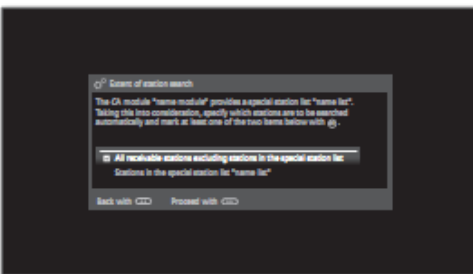 Extent of station search
The CA module "name module" provides a special station list "name list".
Taking this into consideration, specify which stations are to be searched
automatically and mark at least one of the two items below with .
All receivable stations excluding stations in the special station list
Stations in the special station list "name list"
Back with Proceed with